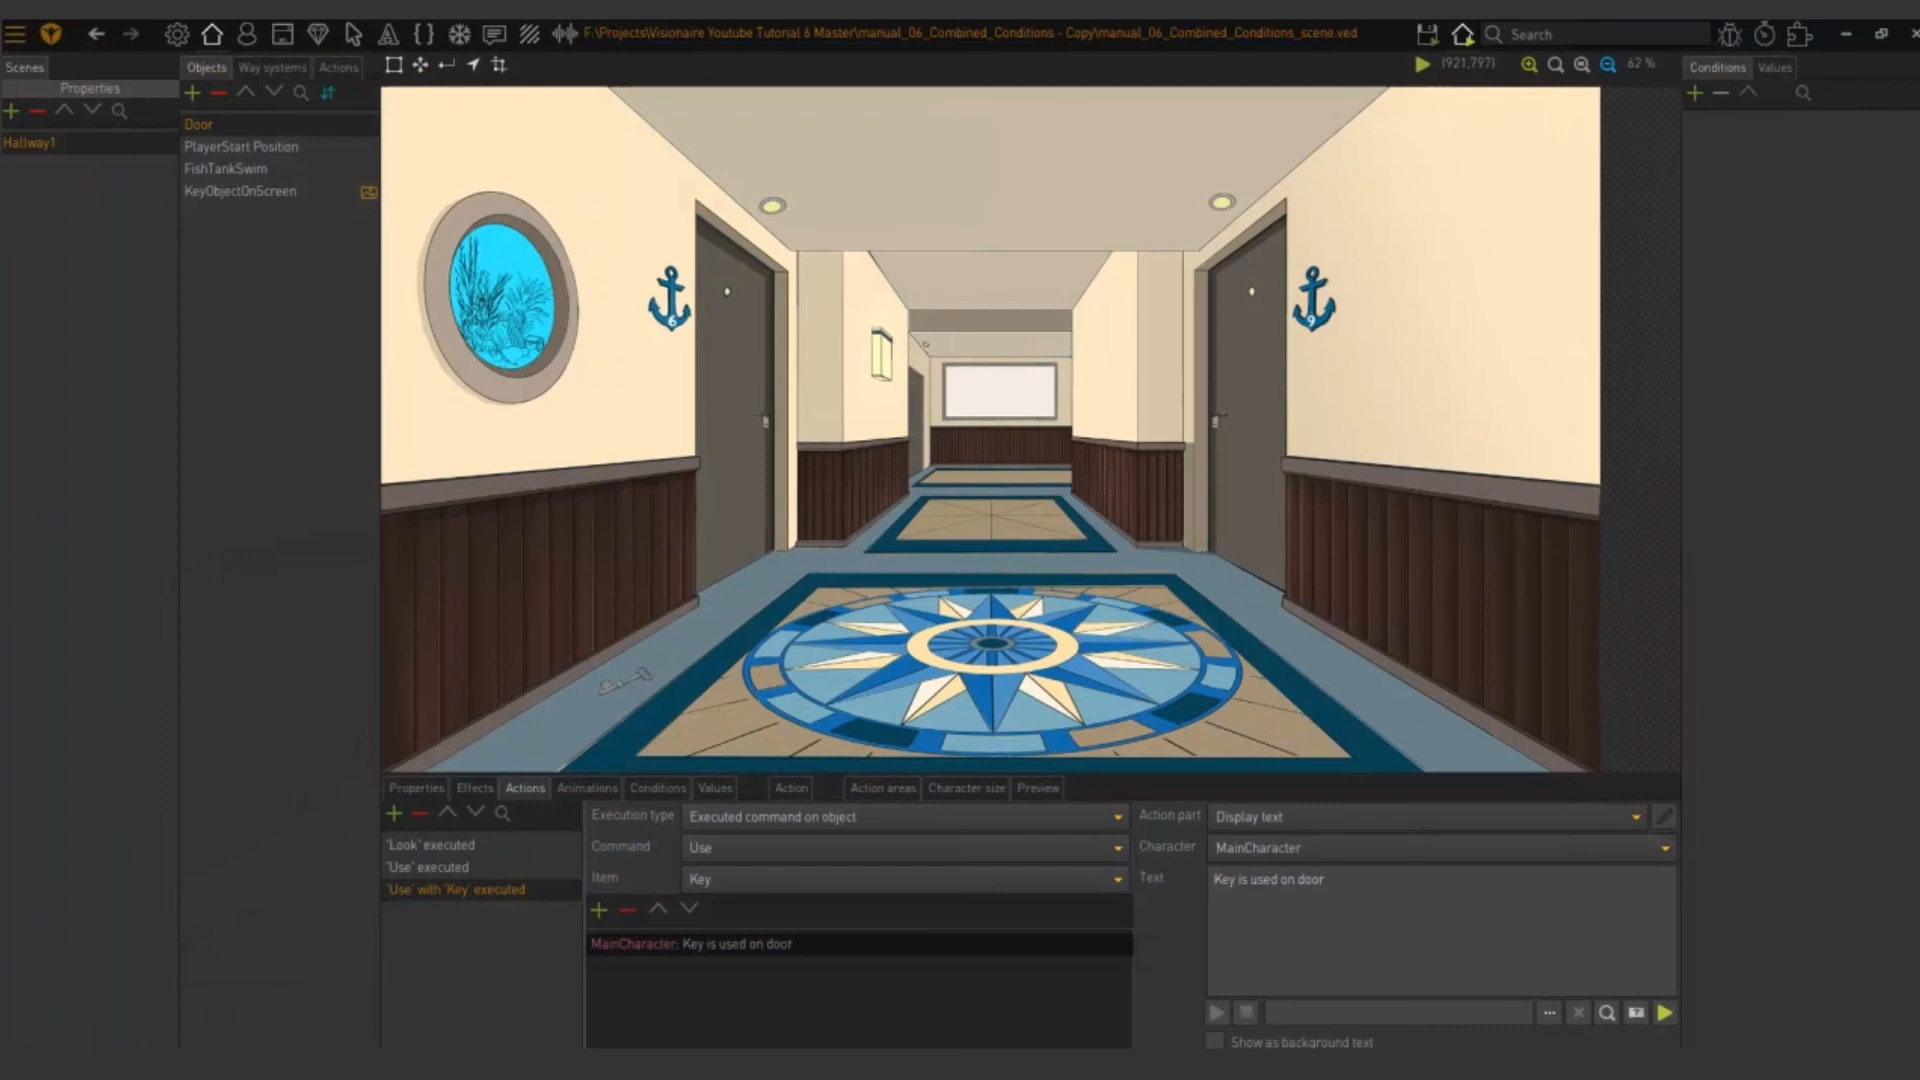 F:\Projects\Visionaire Youtube Tutorial 6 Master\manual_06_Combined_Conditions - Copy\manual_06_Combined_Conditions_scene.ved
Search
Scenes
Objects
Way systems
Actions
(921,797)
62 %
Conditions
Values
Properties
Door
Hallway1
PlayerStart Position
FishTankSwim
KeyObjectOnScreen
6
9
Properties
Effects
Actions
Animations
Conditions
Values
Action
Action areas
Character size
Preview
Execution type
Executed command on object
Action part
Display text
'Look' executed
Command
Use
Character
MainCharacter
'Use' executed
Item
Key
Text
Key is used on door
'Use' with 'Key' executed
MainCharacter: Key is used on door
Show as background text